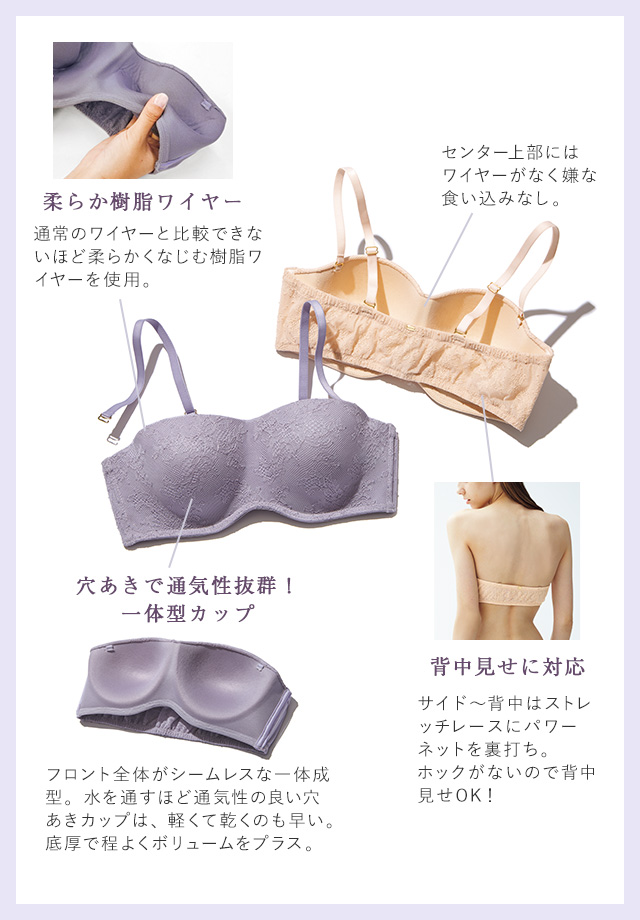 柔らか樹脂ワイヤー
通常のワイヤーと比較できな
いほど柔らかくなじむ樹脂ワ
イヤーを使用。
センター上部には
ワイヤーがなく嫌な
食い込みなし。
穴あきで通気性抜群！
一体型カップ
フロント全体がシームレスな一体成
型。水を通すほど通気性の良い穴
あきカップは、軽くて乾くのも早い。
底厚で程よくボリュームをプラス。
背中見せに対応
サイド～背中はストレ
ッチレースにパワー
ネットを裏打ち。
ホックがないので背中
見せOK！